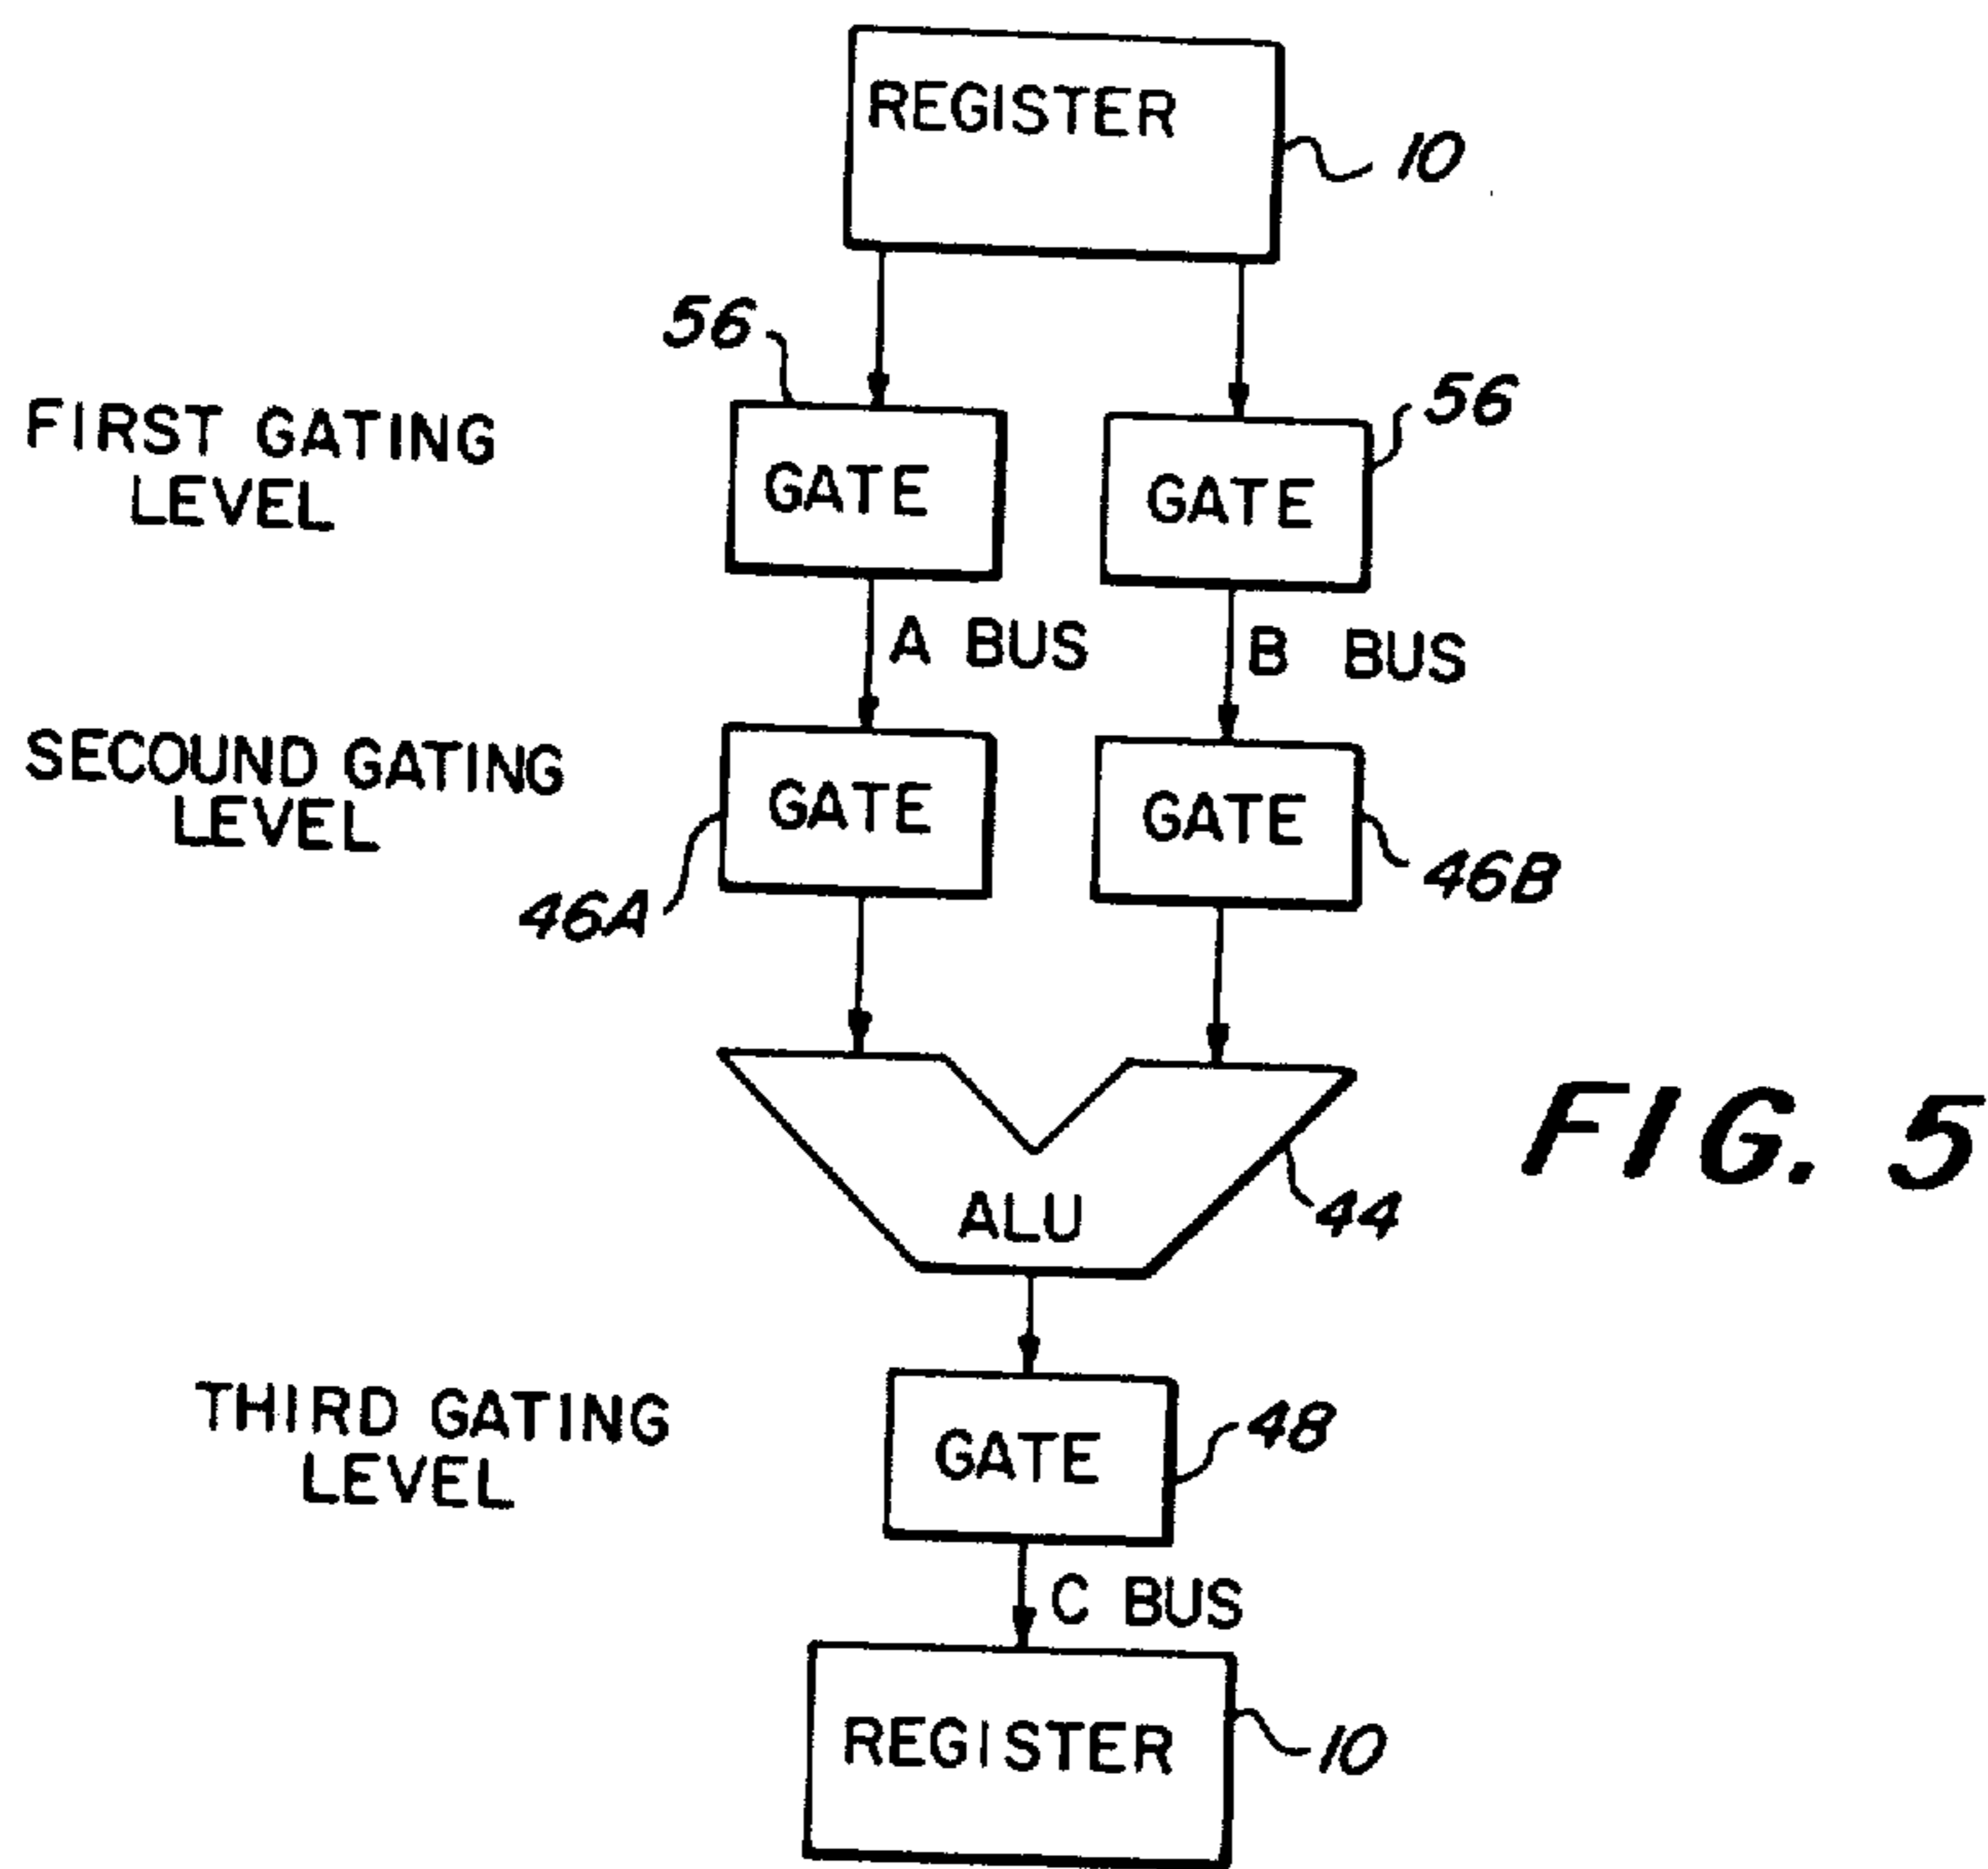 REGISTER
10
56
56
FIRST GATING
LEVEL
GATE
GATE
A BUS
B BUS
SECOUND GATING
LEVEL
GATE
GATE
46A
46B
ALU
44
FIG. 5
THIRD GATING
LEVEL
GATE
48
C BUS
REGISTER
10